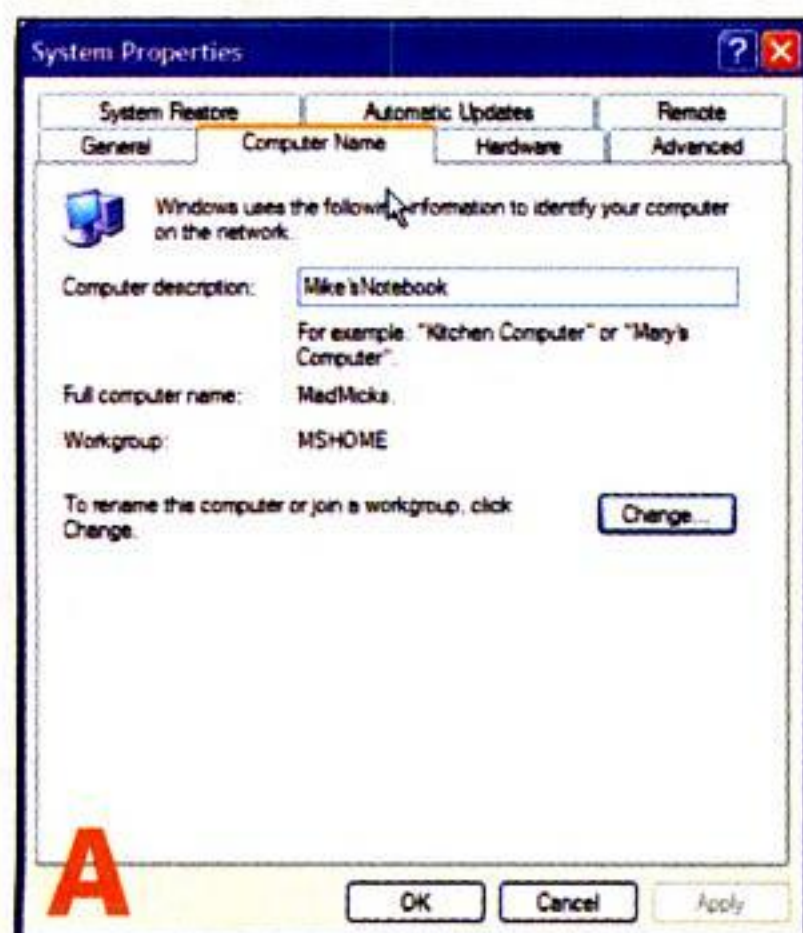 System Properties
System Restore Automatic Updates Remote
General Computer Name Hardware Advanced
Windows uses the following information to identify your computer
on the network.
Computer description: Mike'sNotebook
For example: "Kitchen Computer" or "Mary's
Computer".
Full computer name: MadMicks.
Workgroup: MSHOME
To rename this computer or join a workgroup, click
Change.
Change...
A
OK Cancel Apply